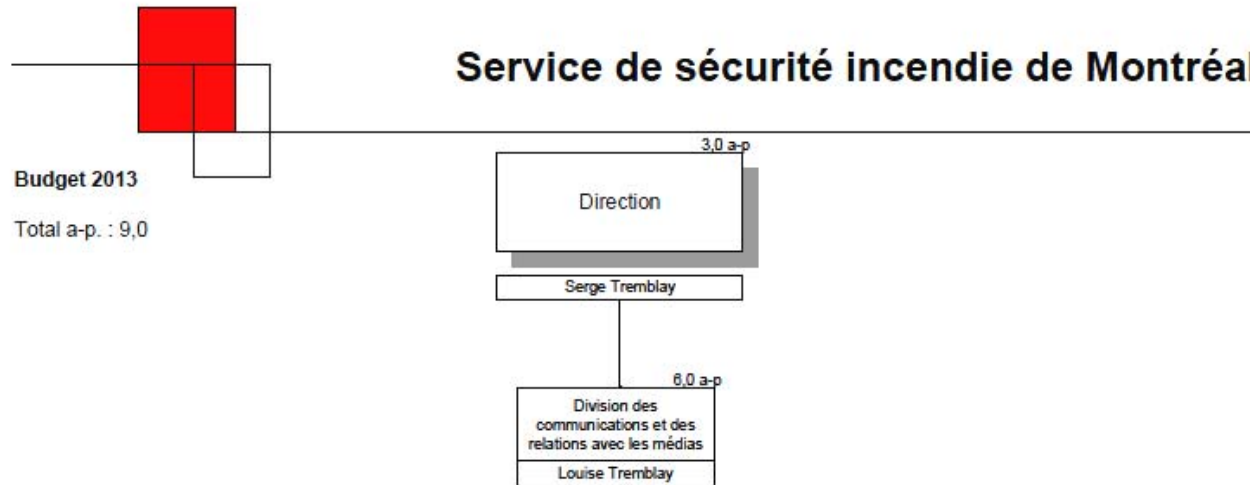 Service de sécurité incendie de Montréal
3,0 a-p
Budget 2013
Direction
Total a-p. : 9,0
Serge Tremblay
6,0 a-p
Division des
communications et des
relations avec les médias
Louise Tremblay